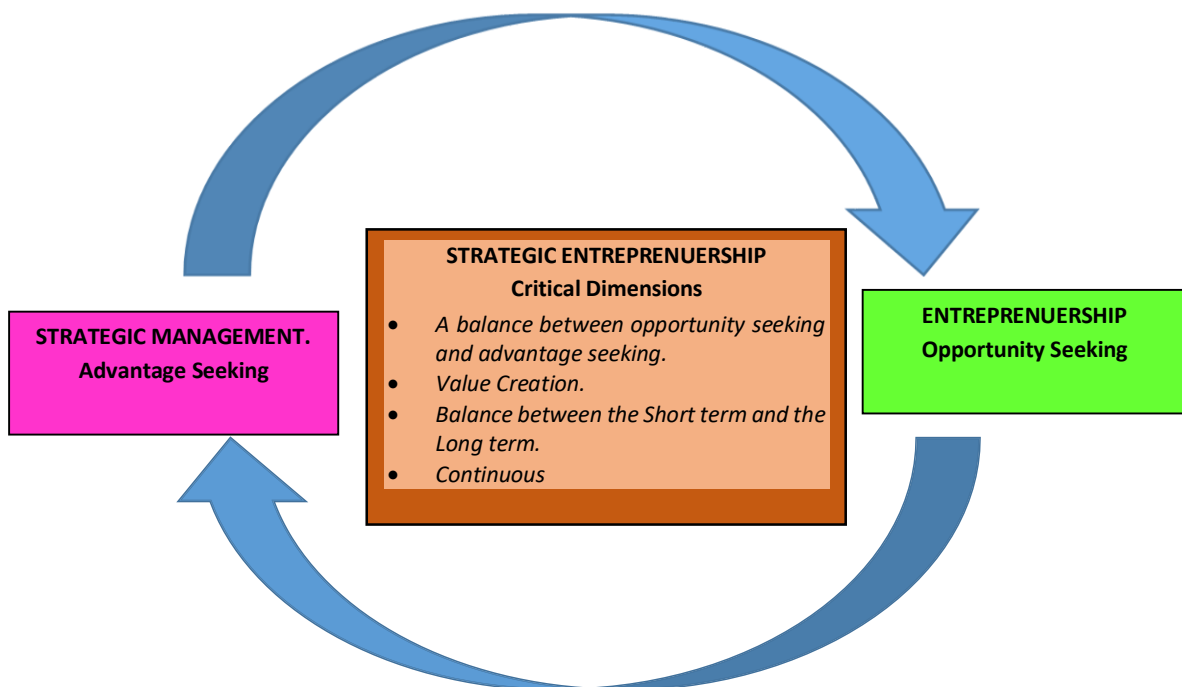 STRATEGIC ENTREPRENUERSHIP
Critical Dimensions
• A balance between opportunity seeking
and advantage seeking.
• Value Creation.
• Balance between the Short term and the
Long term.
• Continuous
STRATEGIC MANAGEMENT.
Advantage Seeking
ENTREPRENUERSHIP
Opportunity Seeking